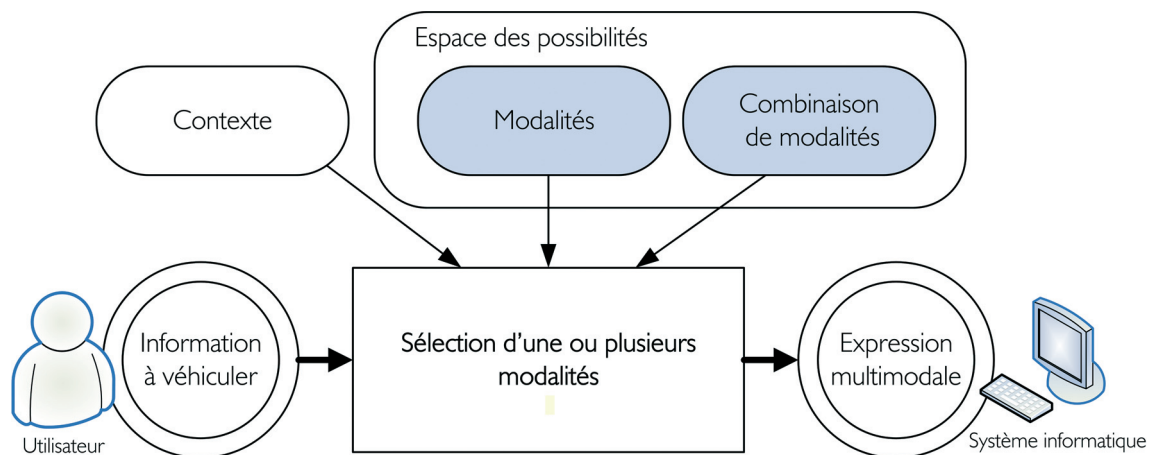 Espace des possibilités
Contexte
Modalités
Combinaison
de modalités
Information
à véhiculer
Sélection d'une ou plusieurs
modalités
Expression
multimodale
Utilisateur
Système informatique